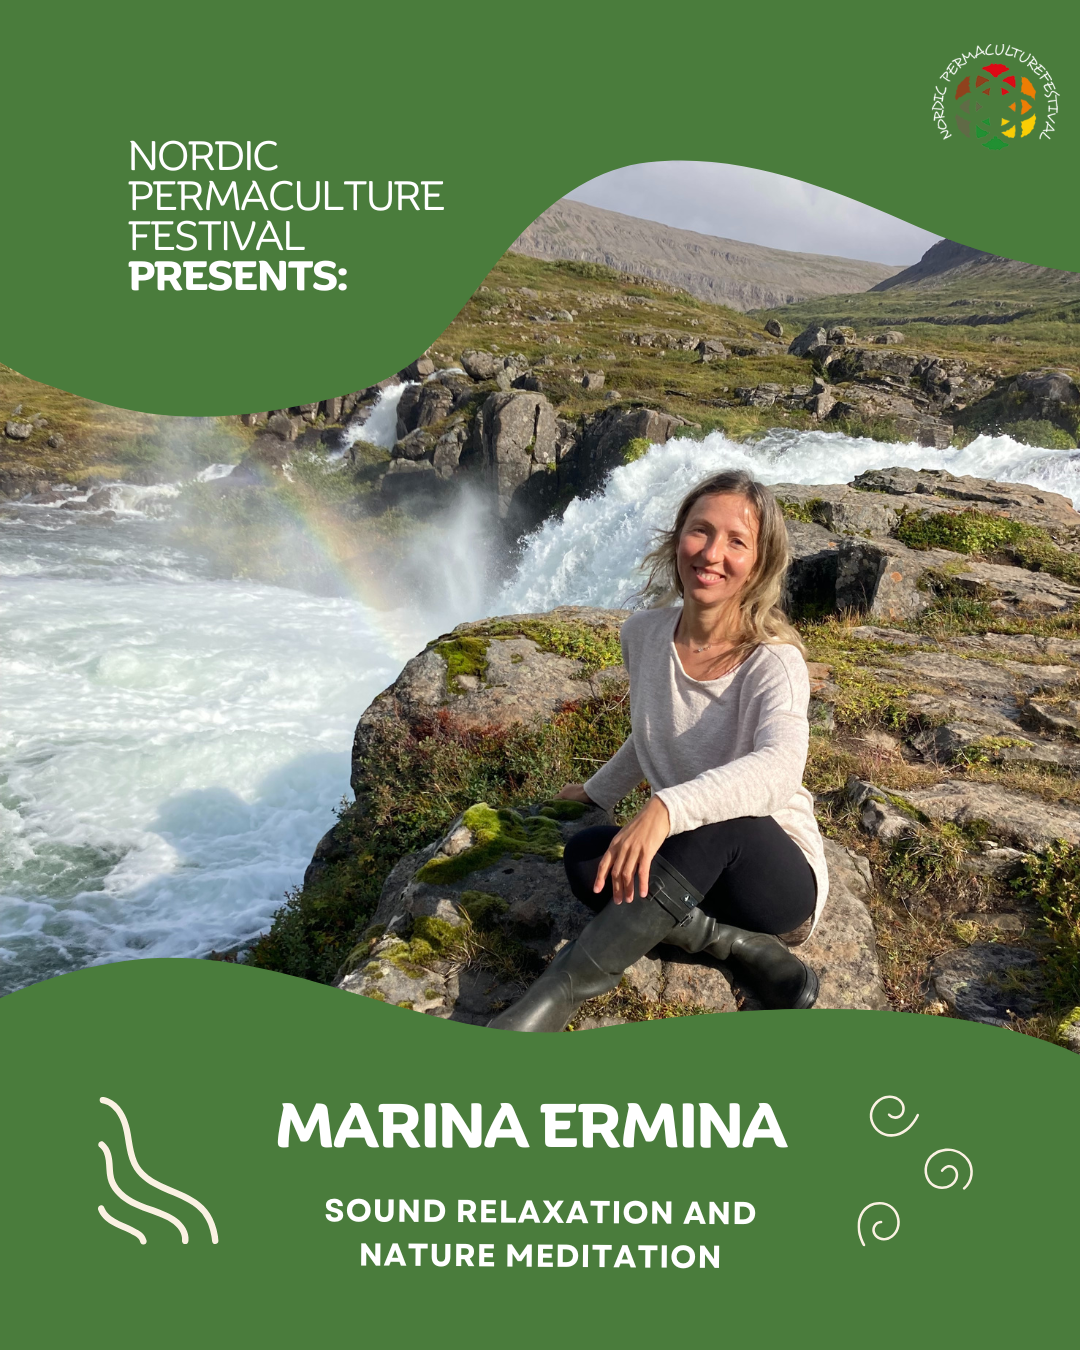 NORDIC PERMACULTUREFESTIVAL
NORDIC
PERMACULTURE
FESTIVAL
PRESENTS:
MARINA ERMINA
SOUND RELAXATION AND
NATURE MEDITATION